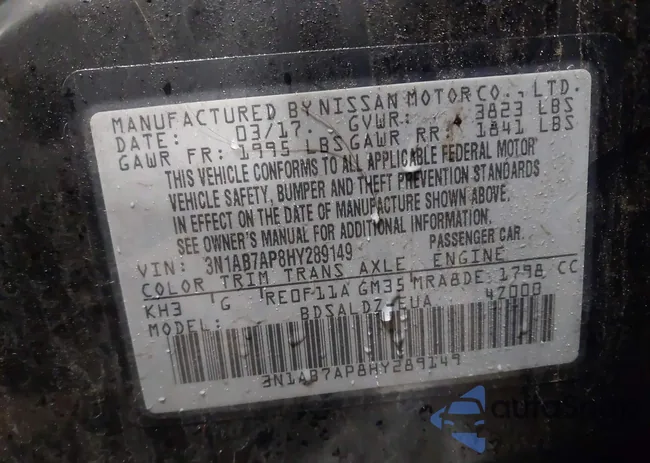 MANUFACTURED BY NISSAN MOTOR CO., LTD.
DATE: 03/17 GVWR: 3823 LBS
GAWR FR: 1995 LBS GAWR RR: 1841 LBS
THIS VEHICLE CONFORMS TO ALL APPLICABLE FEDERAL MOTOR
VEHICLE SAFETY, BUMPER AND THEFT PREVENTION STANDARDS
IN EFFECT ON THE DATE OF MANUFACTURE SHOWN ABOVE.
SEE OWNER'S MANUAL FOR ADDITIONAL INFORMATION.
VIN: 3N1AB7AP8HY289149 PASSENGER CAR
COLOR TRIM TRANS AXLE ENGINE
KH3 G RE0F11A GM35 MRA8DE 1798 CC
MODEL: 4Z000
3N1AB7AP8HY289149